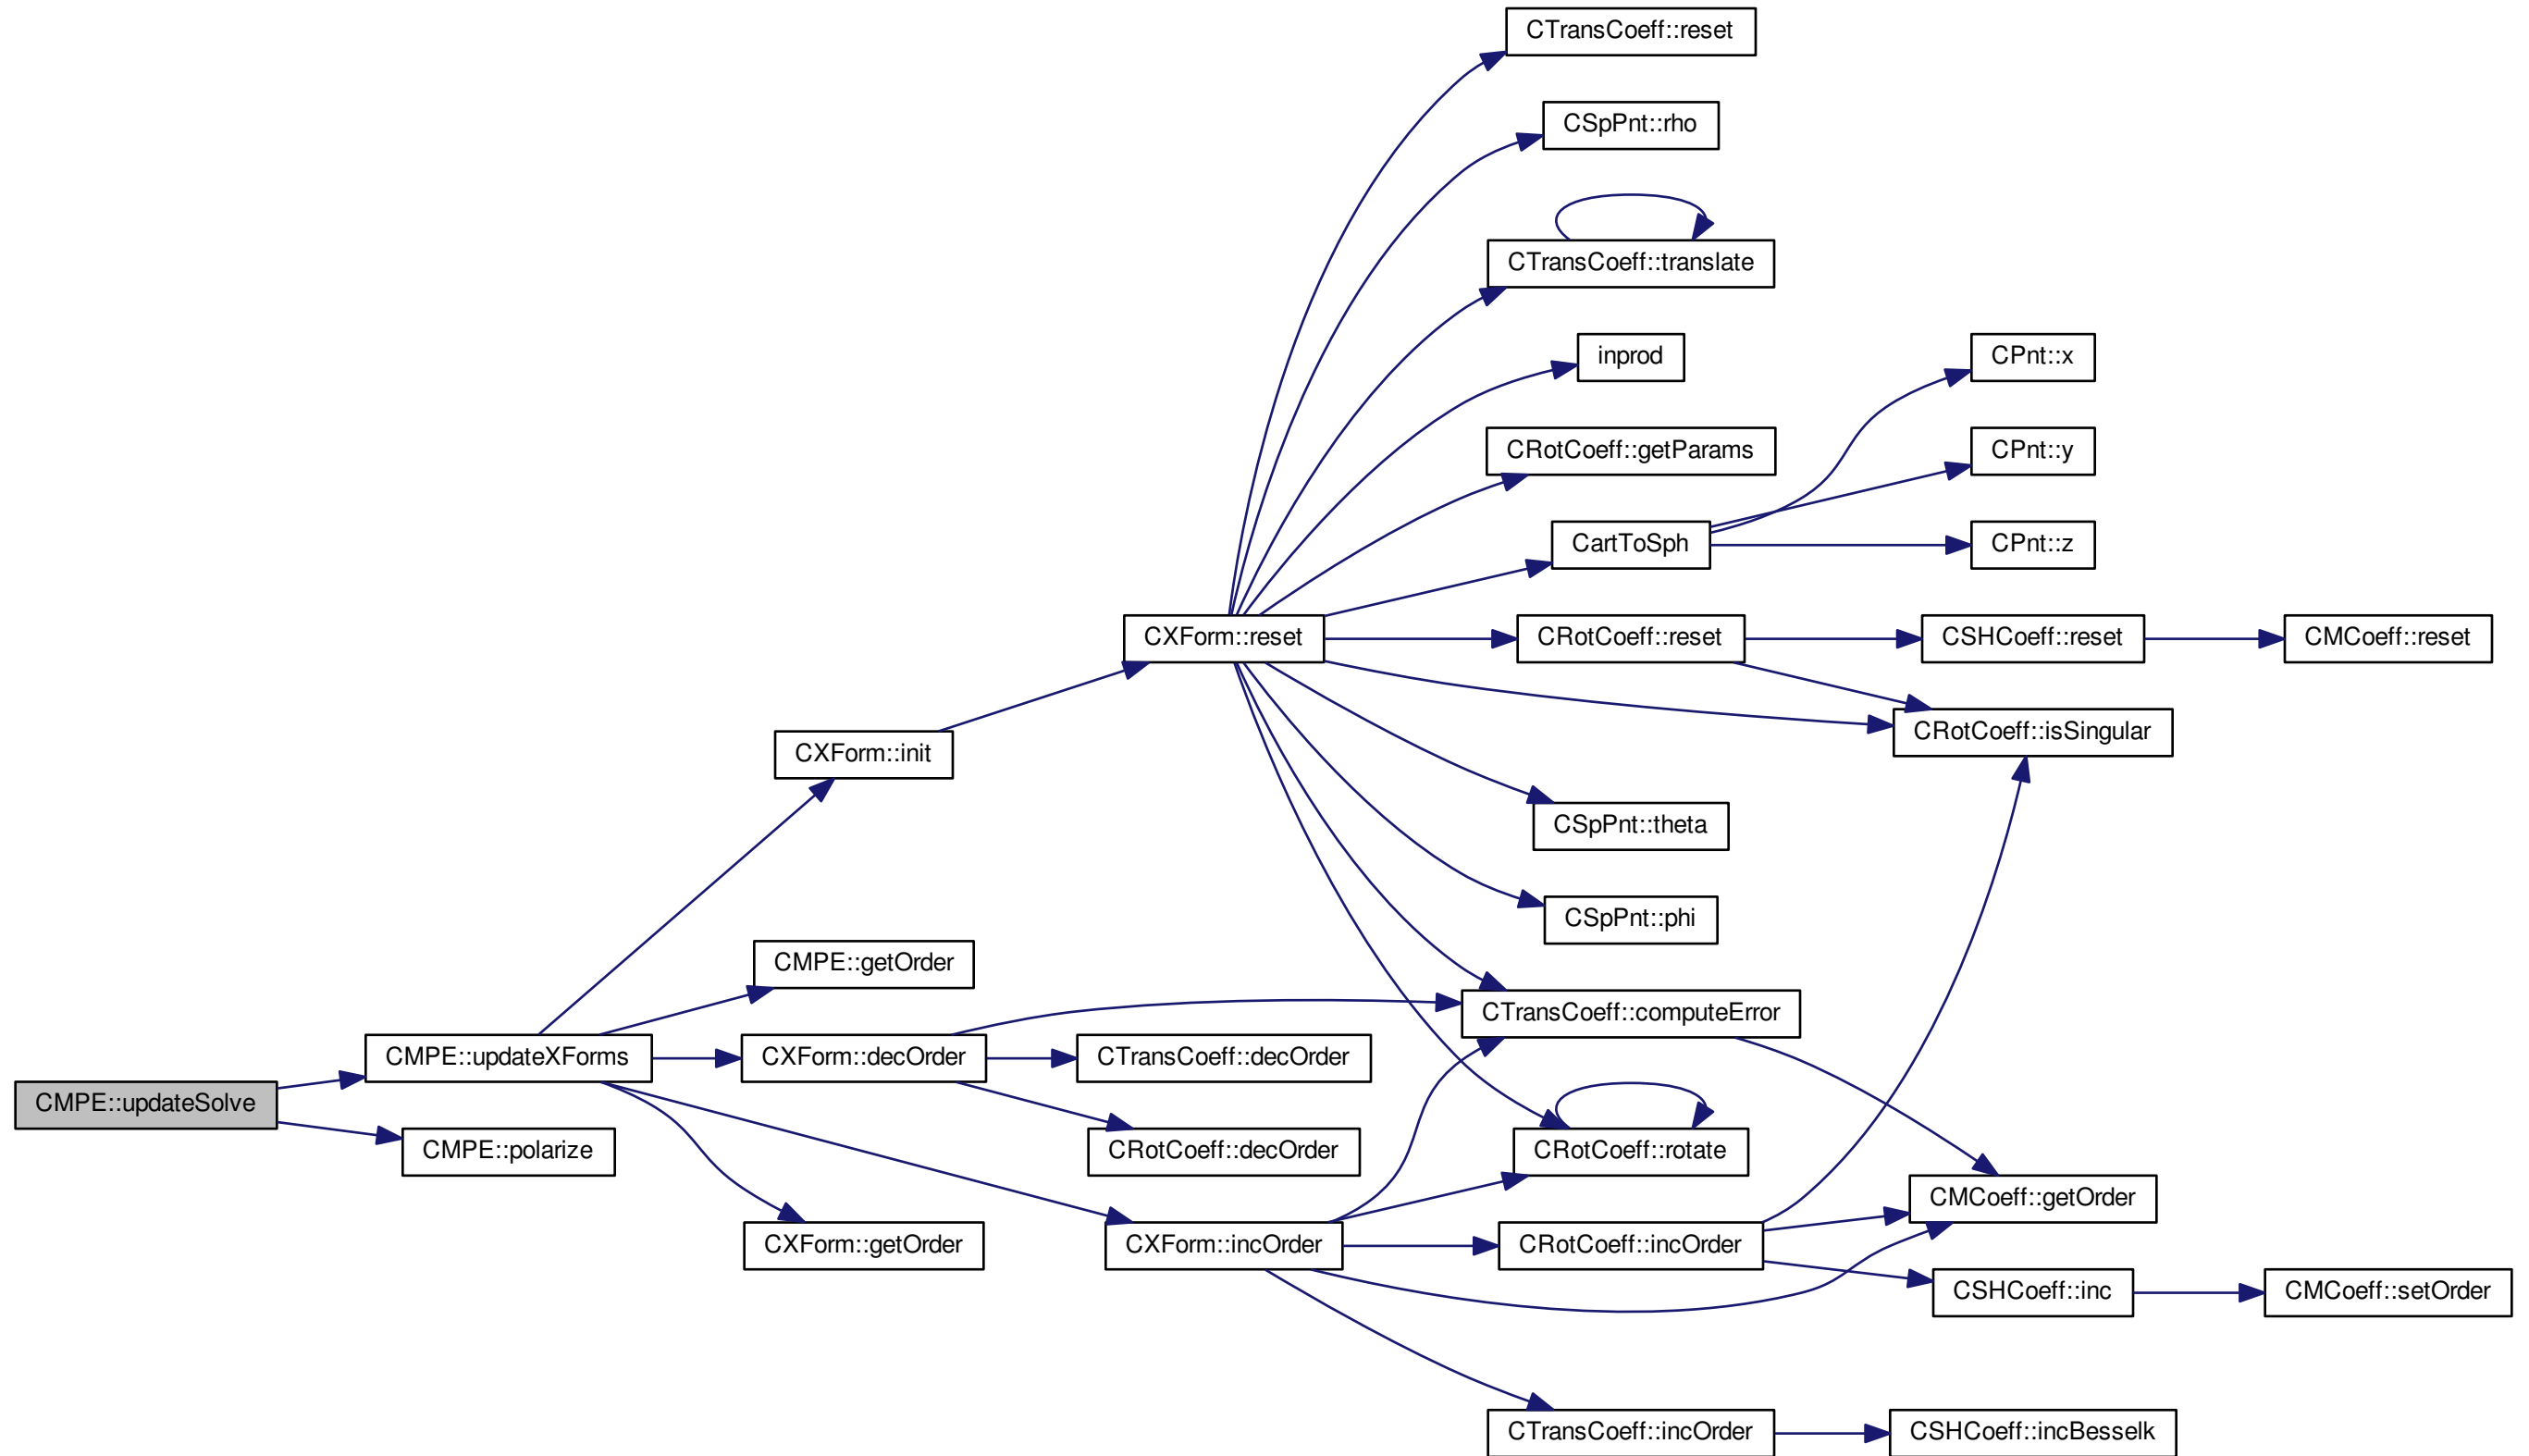 CTransCoeff::reset
CSpPnt::rho
CTransCoeff::translate
inprod
CPnt::x
CRotCoeff::getParams
CPnt::y
CartToSph
CPnt::z
CXForm::reset
CRotCoeff::reset
CSHCoeff::reset
CMCoeff::reset
CRotCoeff::isSingular
CXForm::init
CSpPnt::theta
CSpPnt::phi
CMPE::getOrder
CTransCoeff::computeError
CMPE::updateXForms
CXForm::decOrder
CTransCoeff::decOrder
CMPE::updateSolve
CMPE::polarize
CRotCoeff::decOrder
CRotCoeff::rotate
CMCoeff::getOrder
CXForm::getOrder
CXForm::incOrder
CRotCoeff::incOrder
CSHCoeff::inc
CMCoeff::setOrder
CTransCoeff::incOrder
CSHCoeff::incBesselk